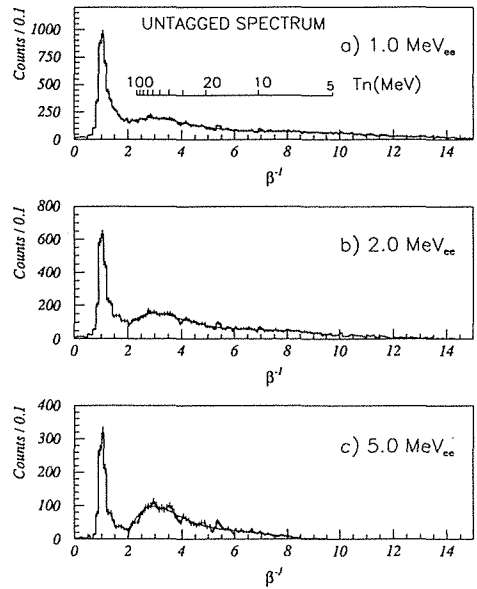 UNTAGGED SPECTRUM
Counts / 0.1
1000
750
500
250
0
a) 1.0 MeVee
100 20 10 5 Tn(MeV)
0 2 4 6 8 10 12 14
β-1
Counts / 0.1
800
600
400
200
0
b) 2.0 MeVee
0 2 4 6 8 10 12 14
β-1
Counts / 0.1
400
300
200
100
0
c) 5.0 MeVee
0 2 4 6 8 10 12 14
β-1